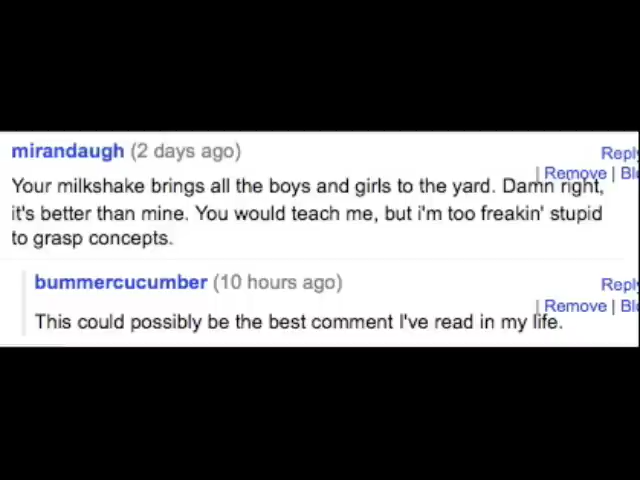 mirandaugh (2 days ago) Reply
| Remove |
Your milkshake brings all the boys and girls to the yard. Damn right,
it's better than mine. You would teach me, but i'm too freakin' stupid
to grasp concepts.
bummercucumber (10 hours ago) Reply
| Remove |
This could possibly be the best comment I've read in my life.